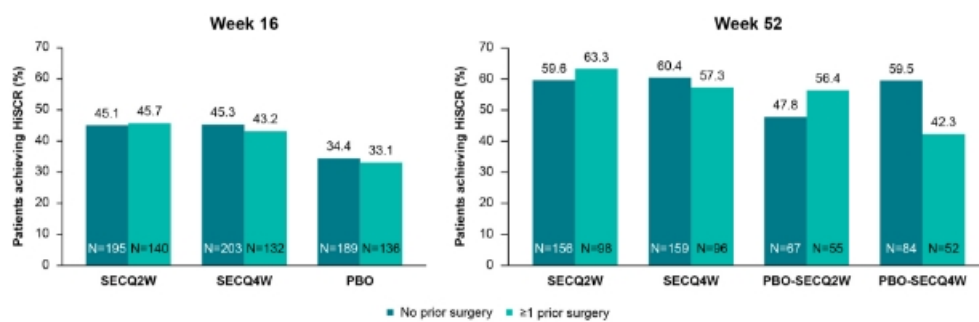 Week 16
Patients achieving HiSCR (%)
70
60
50
40
30
20
10
0
45.1
45.7
45.3
43.2
34.4
33.1
N=195
N=140
N=203
N=132
N=189
N=136
SECQ2W
SECQ4W
PBO
Week 52
Patients achieving HiSCR (%)
70
60
50
40
30
20
10
0
59.6
63.3
60.4
57.3
47.8
56.4
59.5
42.3
N=156
N=98
N=159
N=96
N=67
N=55
N=84
N=52
SECQ2W
SECQ4W
PBO-SECQ2W
PBO-SECQ4W
No prior surgery
≥1 prior surgery